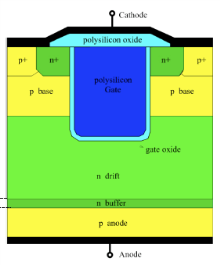 Cathode
polysilicon oxide
p+ n+ n+ p+
polysilicon
Gate
p base p base
gate oxide
n drift
n buffer
p anode
Anode